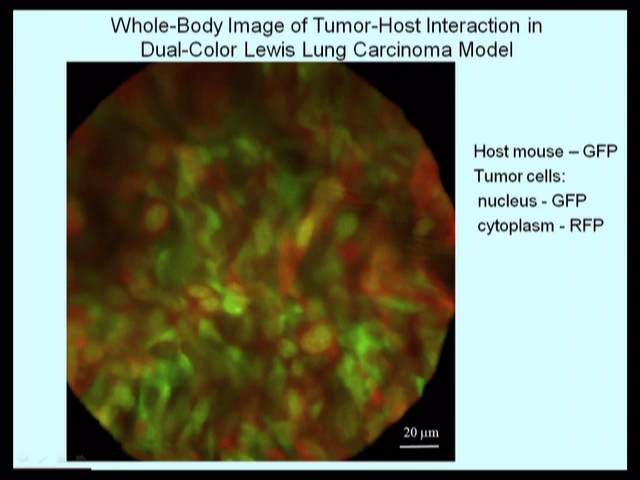 Whole-Body Image of Tumor-Host Interaction in
Dual-Color Lewis Lung Carcinoma Model
Host mouse – GFP
Tumor cells:
nucleus - GFP
cytoplasm - RFP
20 µm